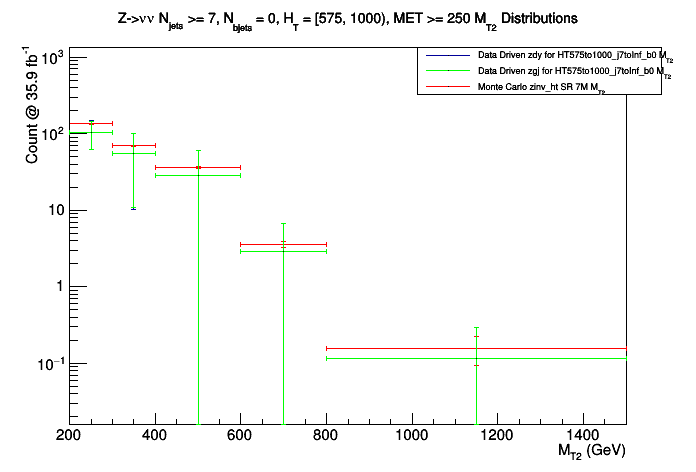 Z->νν N_jets >= 7, N_bjets = 0, H_T = [575, 1000), MET >= 250 M_T2 Distributions
Data Driven zdy for HT575to1000_j7toInf_b0 M_T2
Data Driven zgj for HT575to1000_j7toInf_b0 M_T2
Monte Carlo zinv_ht SR 7M M_T2
Count @ 35.9 fb^-1
10^3
10^2
10
1
10^−1
200 400 600 800 1000 1200 1400
M_T2 (GeV)